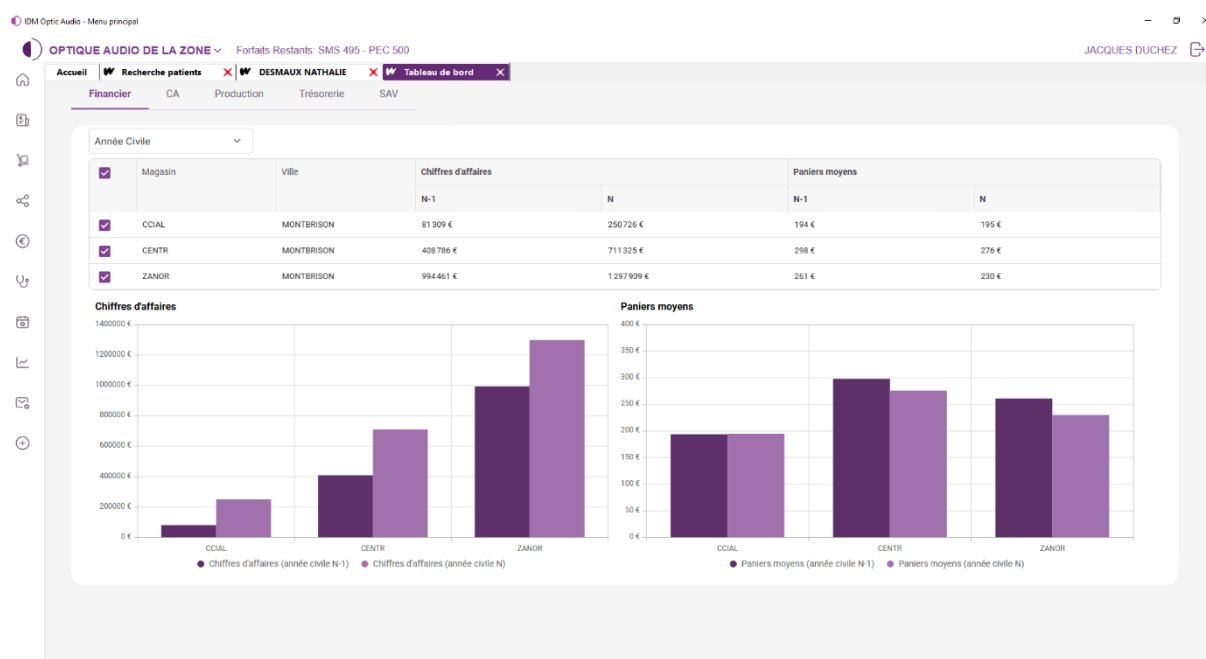 IDM Optic Audio - Menu principal
OPTIQUE AUDIO DE LA ZONE Forfaits Restants: SMS 495 - PEC 500 JACQUES DUCHEZ
Accueil Recherche patients DESMAUX NATHALIE Tableau de bord
Financier CA Production Trésorerie SAV
Année Civile
Magasin Ville Chiffres d'affaires Paniers moyens
N-1 N N-1 N
CCIAL MONTBRISON 81 309 € 250 726 € 194 € 195 €
CENTR MONTBRISON 408 786 € 711 325 € 298 € 276 €
ZANOR MONTBRISON 994 461 € 1 297 939 € 261 € 230 €
Chiffres d'affaires
1400000 €
1200000 €
1000000 €
800000 €
600000 €
400000 €
200000 €
0 €
CCIAL CENTR ZANOR
Chiffres d'affaires (année civile N-1) Chiffres d'affaires (année civile N)
Paniers moyens
400 €
350 €
300 €
250 €
200 €
150 €
100 €
50 €
0 €
CCIAL CENTR ZANOR
Paniers moyens (année civile N-1) Paniers moyens (année civile N)